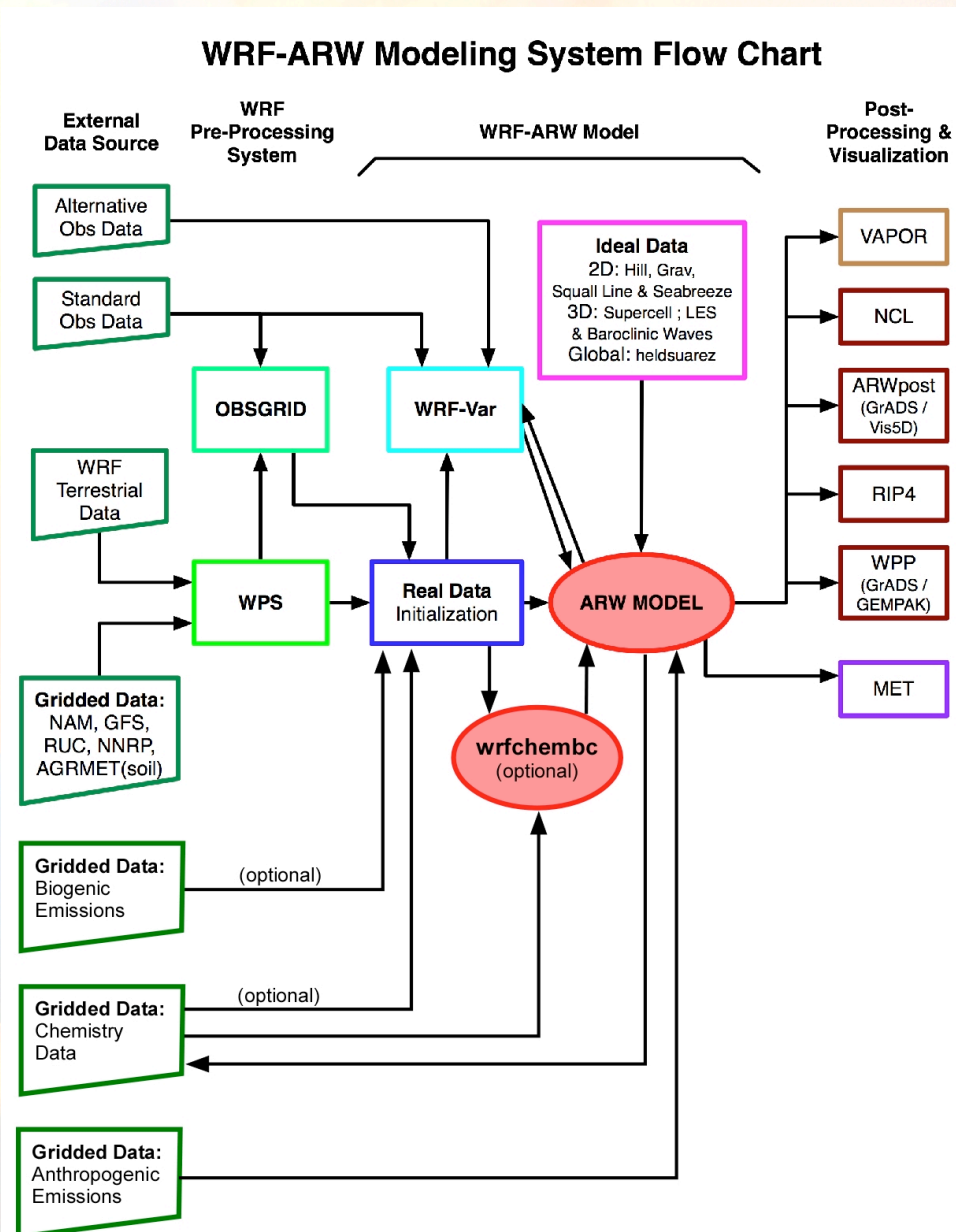 WRF-ARW Modeling System Flow Chart
External
Data Source
WRF
Pre-Processing
System
WRF-ARW Model
Post-
Processing &
Visualization
Alternative
Obs Data
Standard
Obs Data
OBSGRID
WRF-Var
Ideal Data
2D: Hill, Grav,
Squall Line & Seabreeze
3D: Supercell ; LES
& Baroclinic Waves
Global: heldsuarez
VAPOR
NCL
ARWpost
(GrADS /
Vis5D)
RIP4
WPP
(GrADS /
GEMPAK)
MET
WRF
Terrestrial
Data
WPS
Real Data
Initialization
ARW MODEL
Gridded Data:
NAM, GFS,
RUC, NNRP,
AGRMET(soil)
wrfchembc
(optional)
Gridded Data:
Biogenic
Emissions
(optional)
Gridded Data:
Chemistry
Data
(optional)
Gridded Data:
Anthropogenic
Emissions